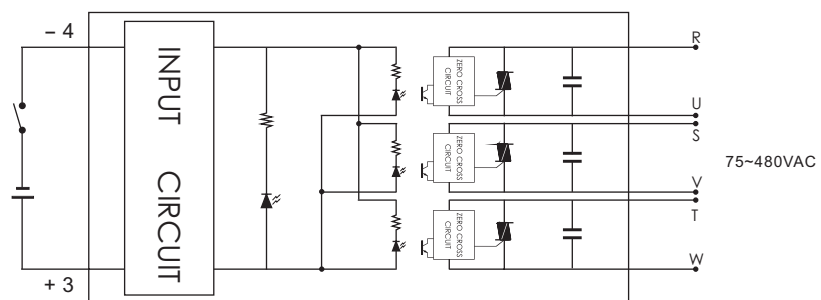 − 4
INPUT CIRCUIT
+ 3
ZERO CROSS
CIRCUIT
R
U
ZERO CROSS
CIRCUIT
S
V
ZERO CROSS
CIRCUIT
T
W
75~480VAC